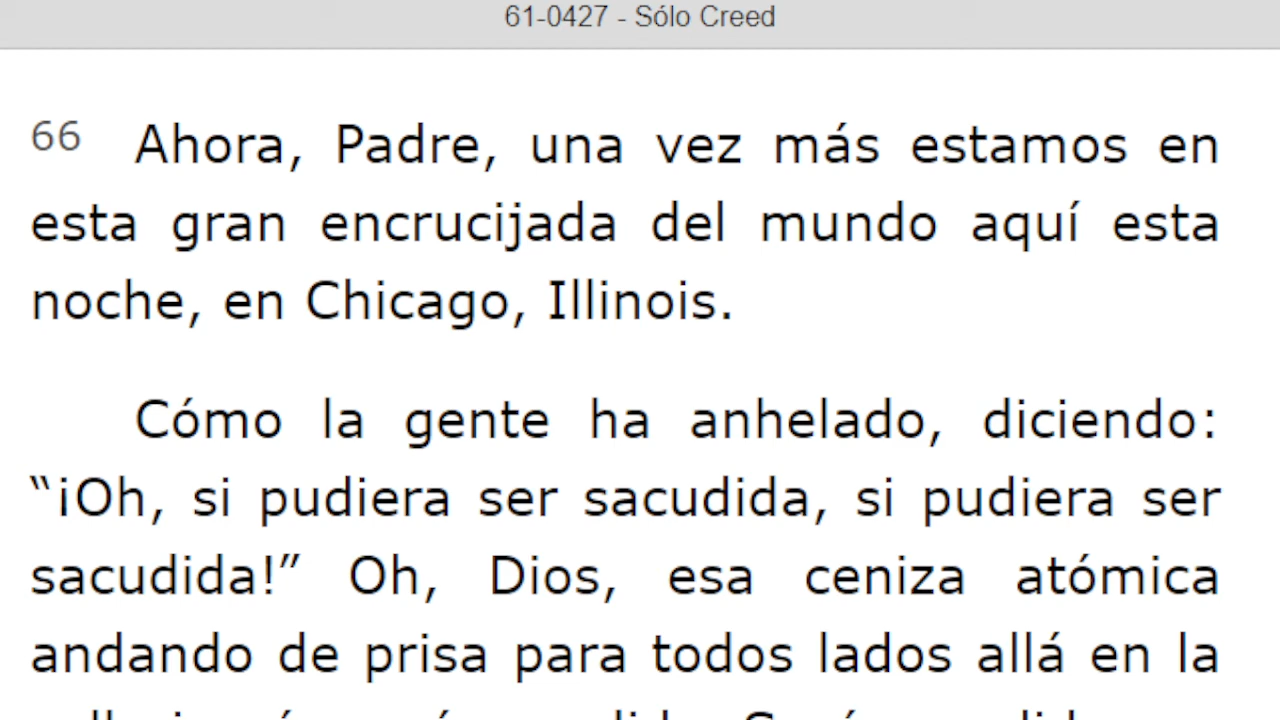 61-0427 - Sólo Creed
66 Ahora, Padre, una vez más estamos en
esta gran encrucijada del mundo aquí esta
noche, en Chicago, Illinois.
Cómo la gente ha anhelado, diciendo:
“¡Oh, si pudiera ser sacudida, si pudiera ser
sacudida!” Oh, Dios, esa ceniza atómica
andando de prisa para todos lados allá en la